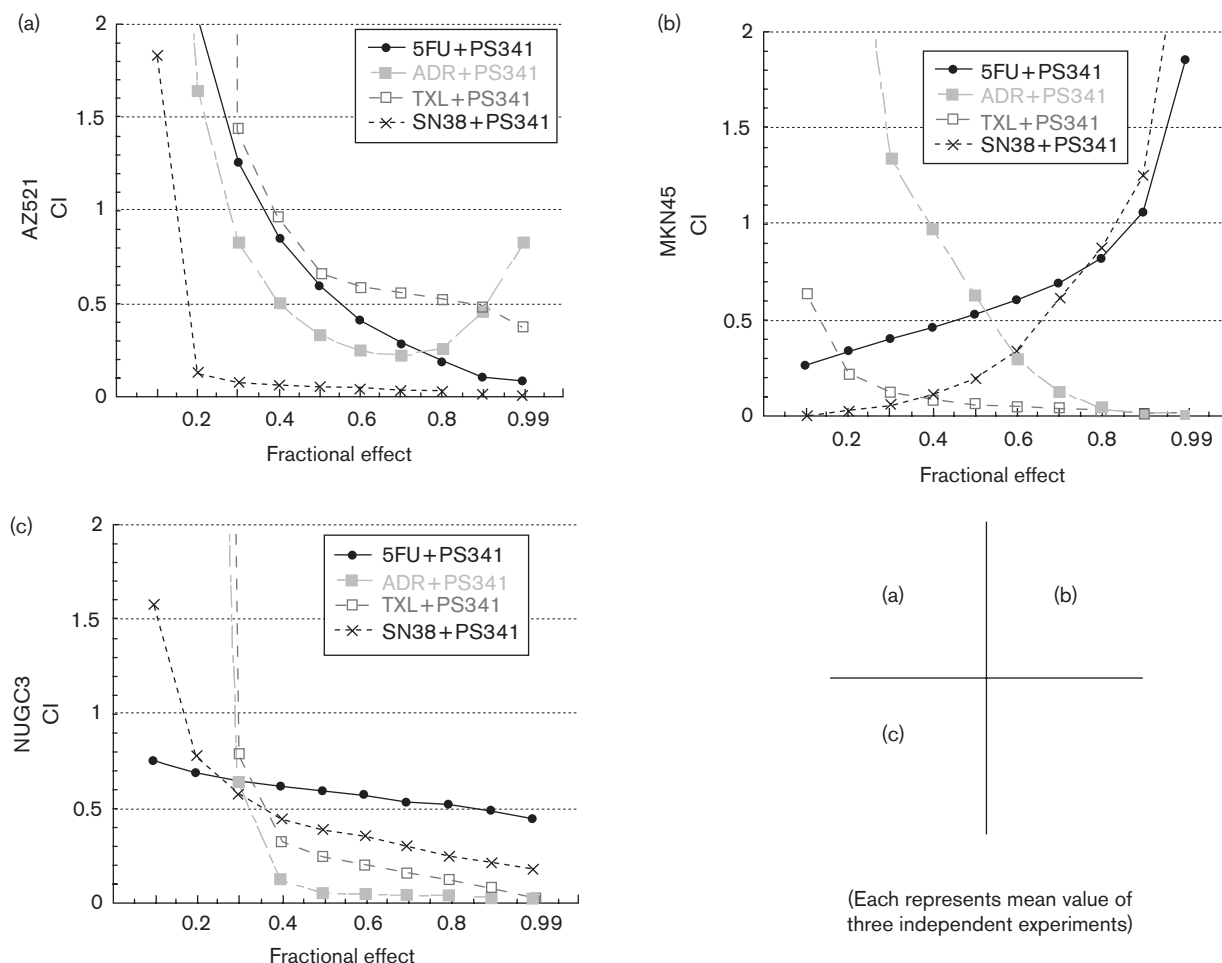 (a)
2
1.5
1
0.5
0
AZ521
CI
5FU+PS341
ADR+PS341
TXL+PS341
SN38+PS341
0.2
0.4
0.6
0.8
0.99
Fractional effect
(b)
2
1.5
1
0.5
0
MKN45
CI
5FU+PS341
ADR+PS341
TXL+PS341
SN38+PS341
0.2
0.4
0.6
0.8
0.99
Fractional effect
(c)
2
1.5
1
0.5
0
NUGC3
CI
5FU+PS341
ADR+PS341
TXL+PS341
SN38+PS341
0.2
0.4
0.6
0.8
0.99
Fractional effect
(a)
(b)
(c)
(Each represents mean value of
three independent experiments)